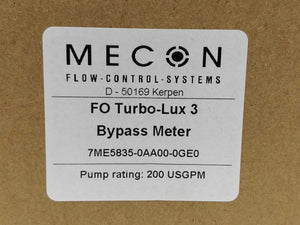 MECON
FLOW-CONTROL-SYSTEMS
D - 50169 Kerpen
FO Turbo-Lux 3
Bypass Meter
7ME5835-0AA00-0GE0
Pump rating: 200 USGPM